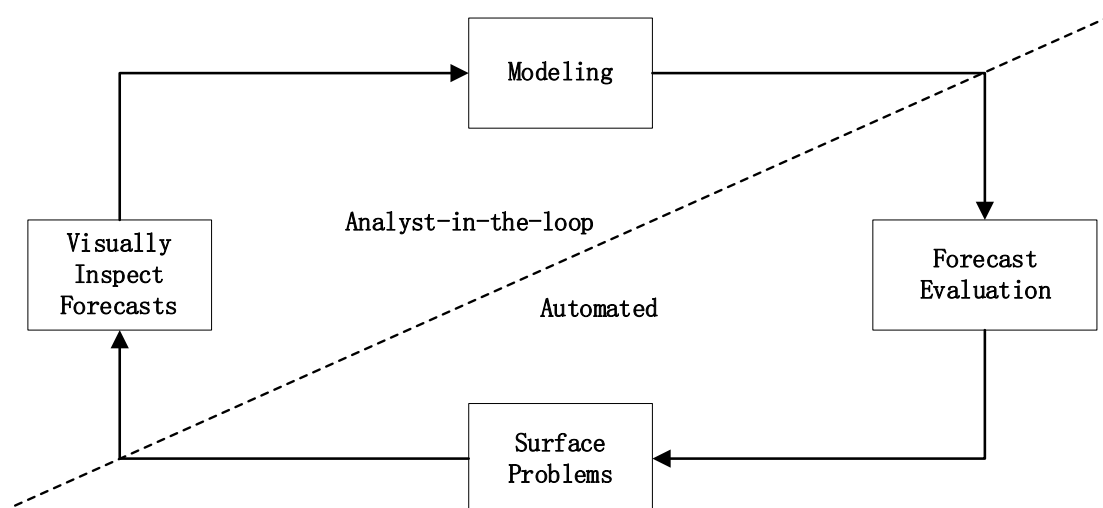 Modeling
Analyst-in-the-loop
Visually
Inspect
Forecasts
Forecast
Evaluation
Automated
Surface
Problems